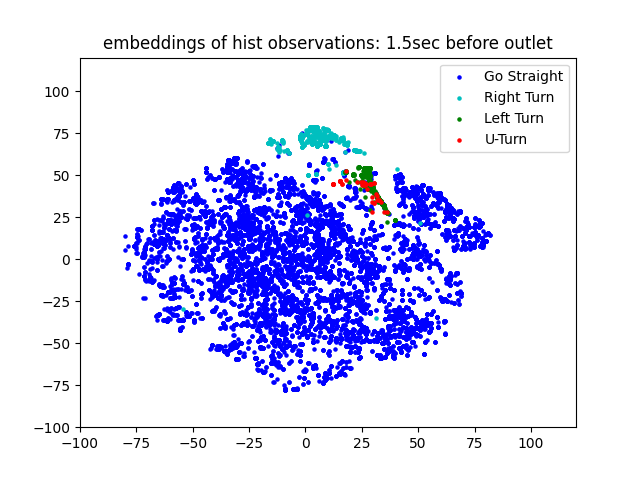 embeddings of hist observations: 1.5sec before outlet
Go Straight
Right Turn
Left Turn
U-Turn
100
75
50
25
0
−25
−50
−75
−100
−100 −75 −50 −25 0 25 50 75 100